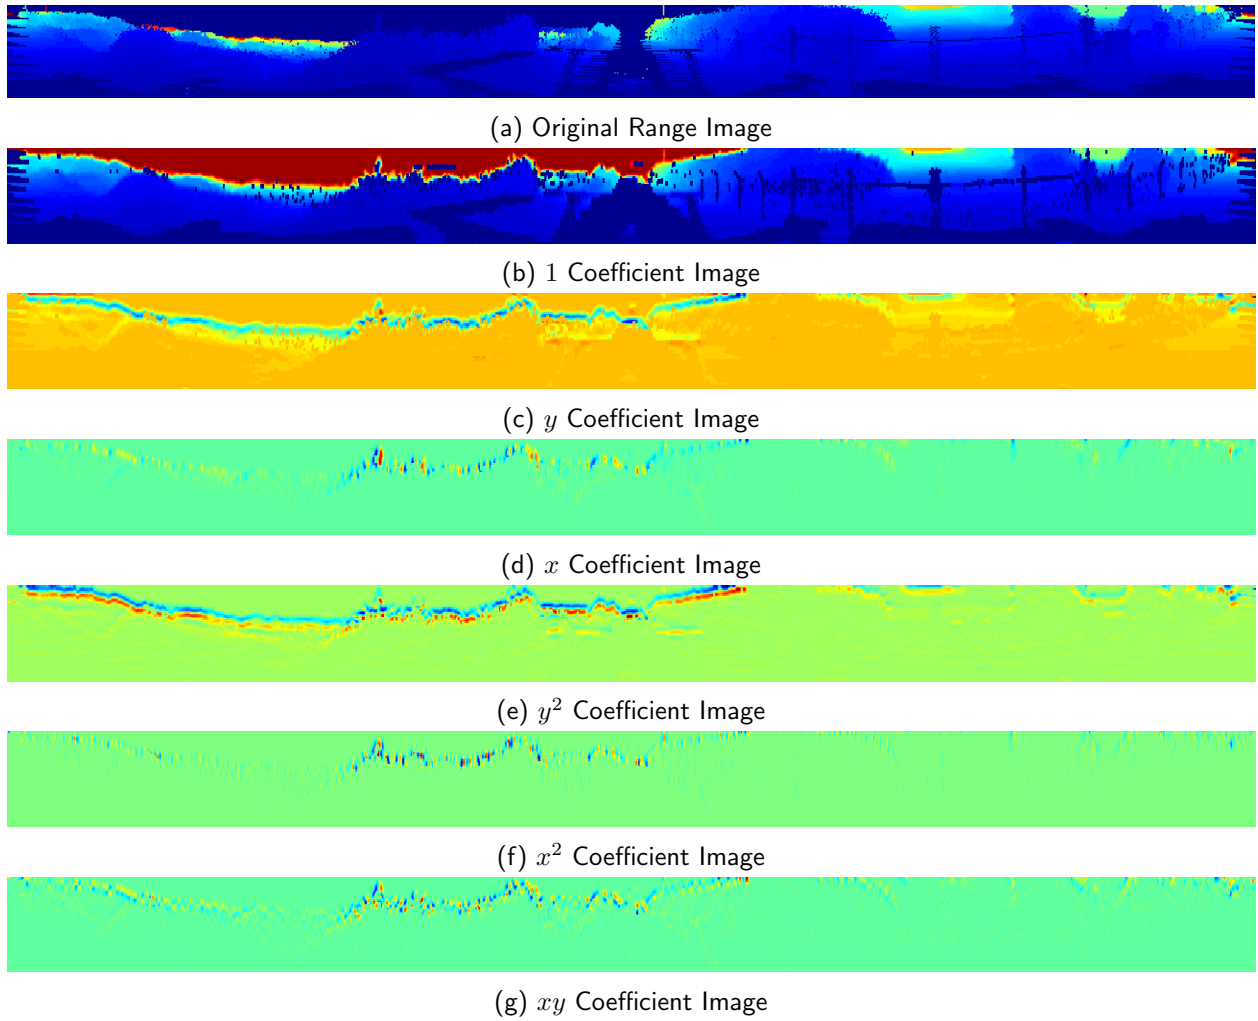 (a) Original Range Image
(b) 1 Coefficient Image
(c) y Coefficient Image
(d) x Coefficient Image
(e) y² Coefficient Image
(f) x² Coefficient Image
(g) xy Coefficient Image